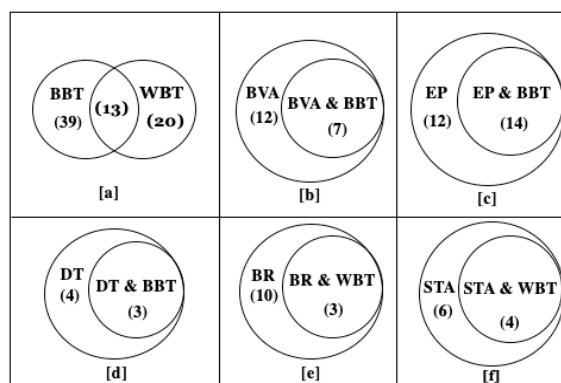 BBT
(39)
(13)
WBT
(20)
[a]
BVA
(12)
BVA & BBT
(7)
[b]
EP
(12)
EP & BBT
(14)
[c]
DT
(4)
DT & BBT
(3)
[d]
BR
(10)
BR & WBT
(3)
[e]
STA
(6)
STA & WBT
(4)
[f]